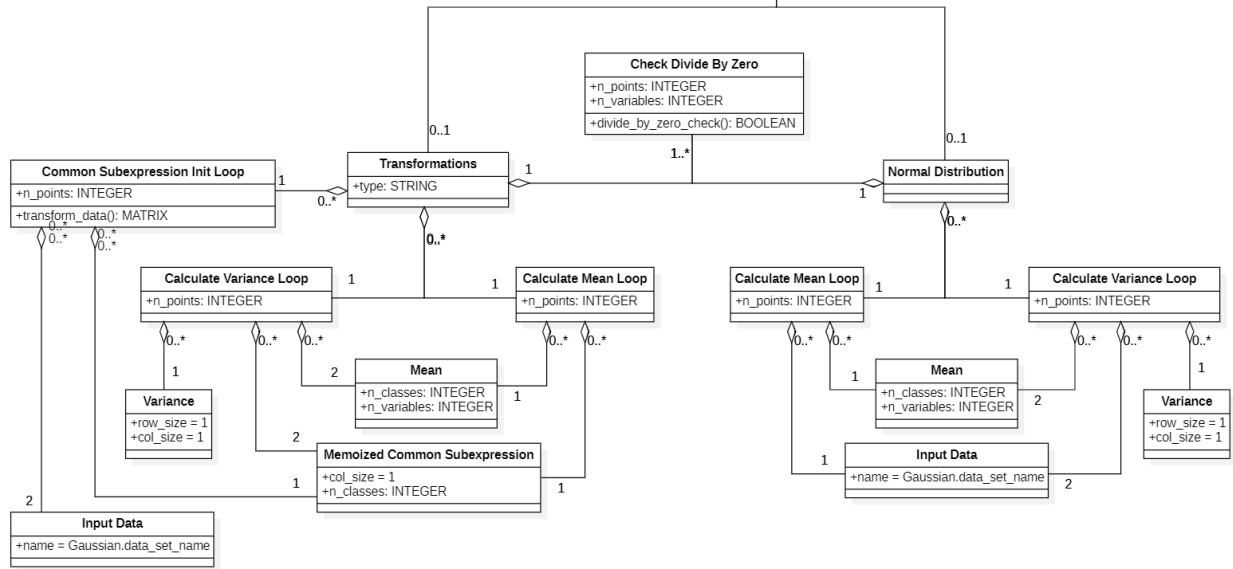 Check Divide By Zero
+n_points: INTEGER
+n_variables: INTEGER
+divide_by_zero_check(): BOOLEAN
0..1
0..1
1..*
Common Subexpression Init Loop
+n_points: INTEGER
+transform_data(): MATRIX
1
0..*
Transformations
+type: STRING
1
1
Normal Distribution
0..*
0..*
0..*
0..*
0..*
0..*
Calculate Variance Loop
+n_points: INTEGER
1
1
Calculate Mean Loop
+n_points: INTEGER
Calculate Mean Loop
+n_points: INTEGER
1
1
Calculate Variance Loop
+n_points: INTEGER
0..*
0..*
0..*
0..*
0..*
0..*
0..*
0..*
0..*
0..*
1
2
Mean
+n_classes: INTEGER
+n_variables: INTEGER
1
1
Mean
+n_classes: INTEGER
+n_variables: INTEGER
2
1
Variance
+row_size = 1
+col_size = 1
Variance
+row_size = 1
+col_size = 1
2
1
Memoized Common Subexpression
+col_size = 1
+n_classes: INTEGER
1
1
Input Data
+name = Gaussian.data_set_name
2
2
Input Data
+name = Gaussian.data_set_name